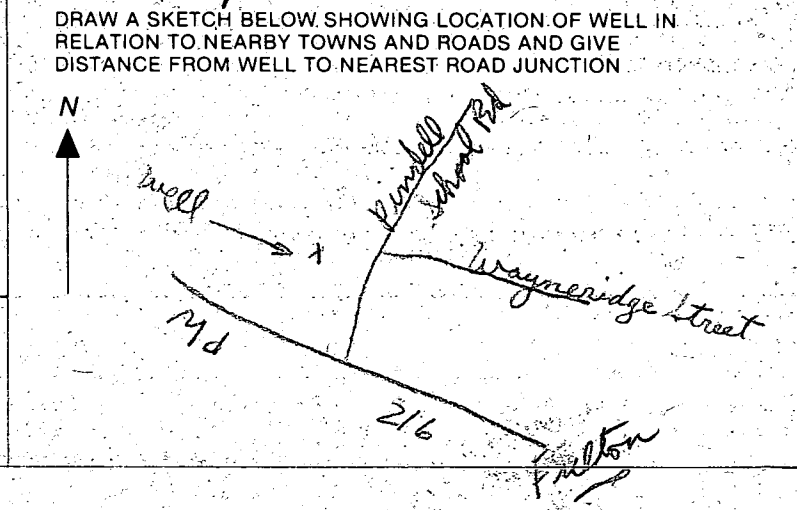 DRAW A SKETCH BELOW SHOWING LOCATION OF WELL IN
RELATION TO NEARBY TOWNS AND ROADS AND GIVE
DISTANCE FROM WELL TO NEAREST ROAD JUNCTION
N
Well
x
Pindell
School Rd
Wayneridge Street
Md
216
Fulton